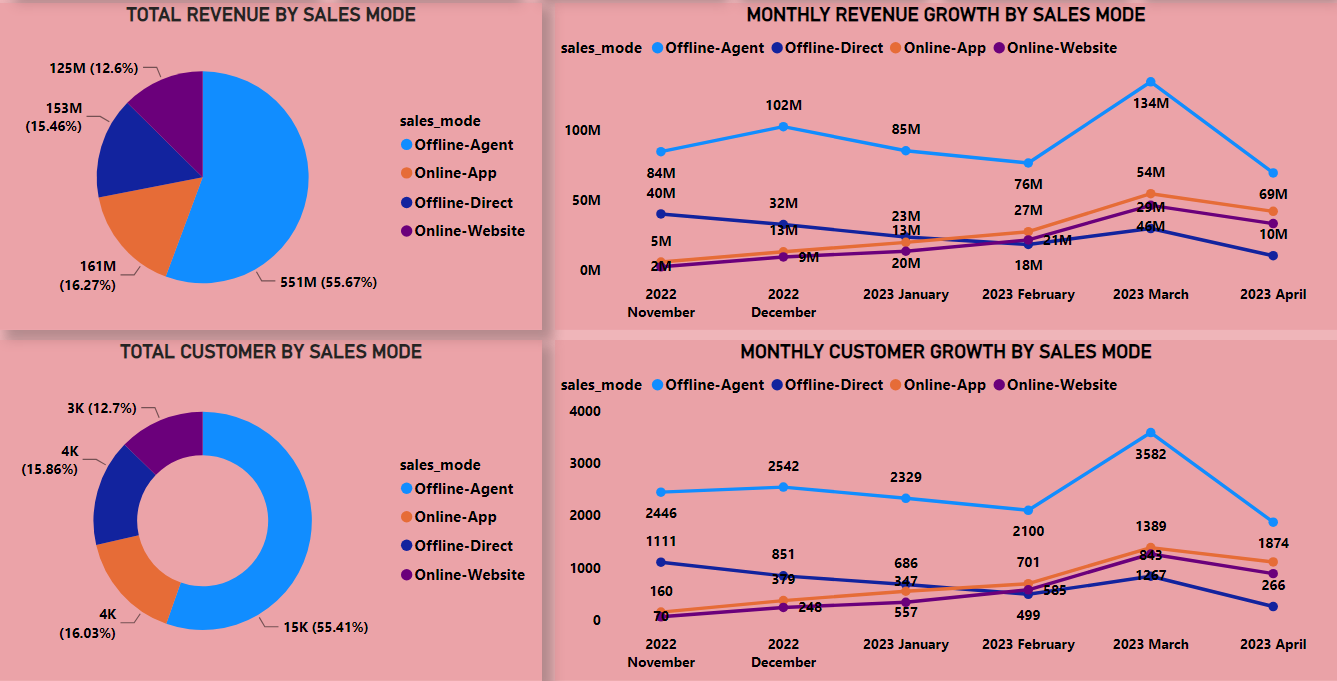 TOTAL REVENUE BY SALES MODE
125M (12.6%)
153M
(15.46%)
161M
(16.27%)
551M (55.67%)
sales_mode
Offline-Agent
Online-App
Offline-Direct
Online-Website
MONTHLY REVENUE GROWTH BY SALES MODE
sales_mode Offline-Agent Offline-Direct Online-App Online-Website
100M
50M
0M
84M
102M
85M
76M
134M
69M
40M
32M
23M
18M
29M
10M
5M
13M
20M
27M
54M
2M
9M
13M
21M
46M
2022
November
2022
December
2023 January
2023 February
2023 March
2023 April
TOTAL CUSTOMER BY SALES MODE
3K (12.7%)
4K
(15.86%)
4K
(16.03%)
15K (55.41%)
sales_mode
Offline-Agent
Online-App
Offline-Direct
Online-Website
MONTHLY CUSTOMER GROWTH BY SALES MODE
sales_mode Offline-Agent Offline-Direct Online-App Online-Website
4000
3000
2000
1000
0
2446
2542
2329
2100
3582
1874
1111
851
686
499
843
266
160
379
557
701
1389
70
248
347
585
1267
2022
November
2022
December
2023 January
2023 February
2023 March
2023 April